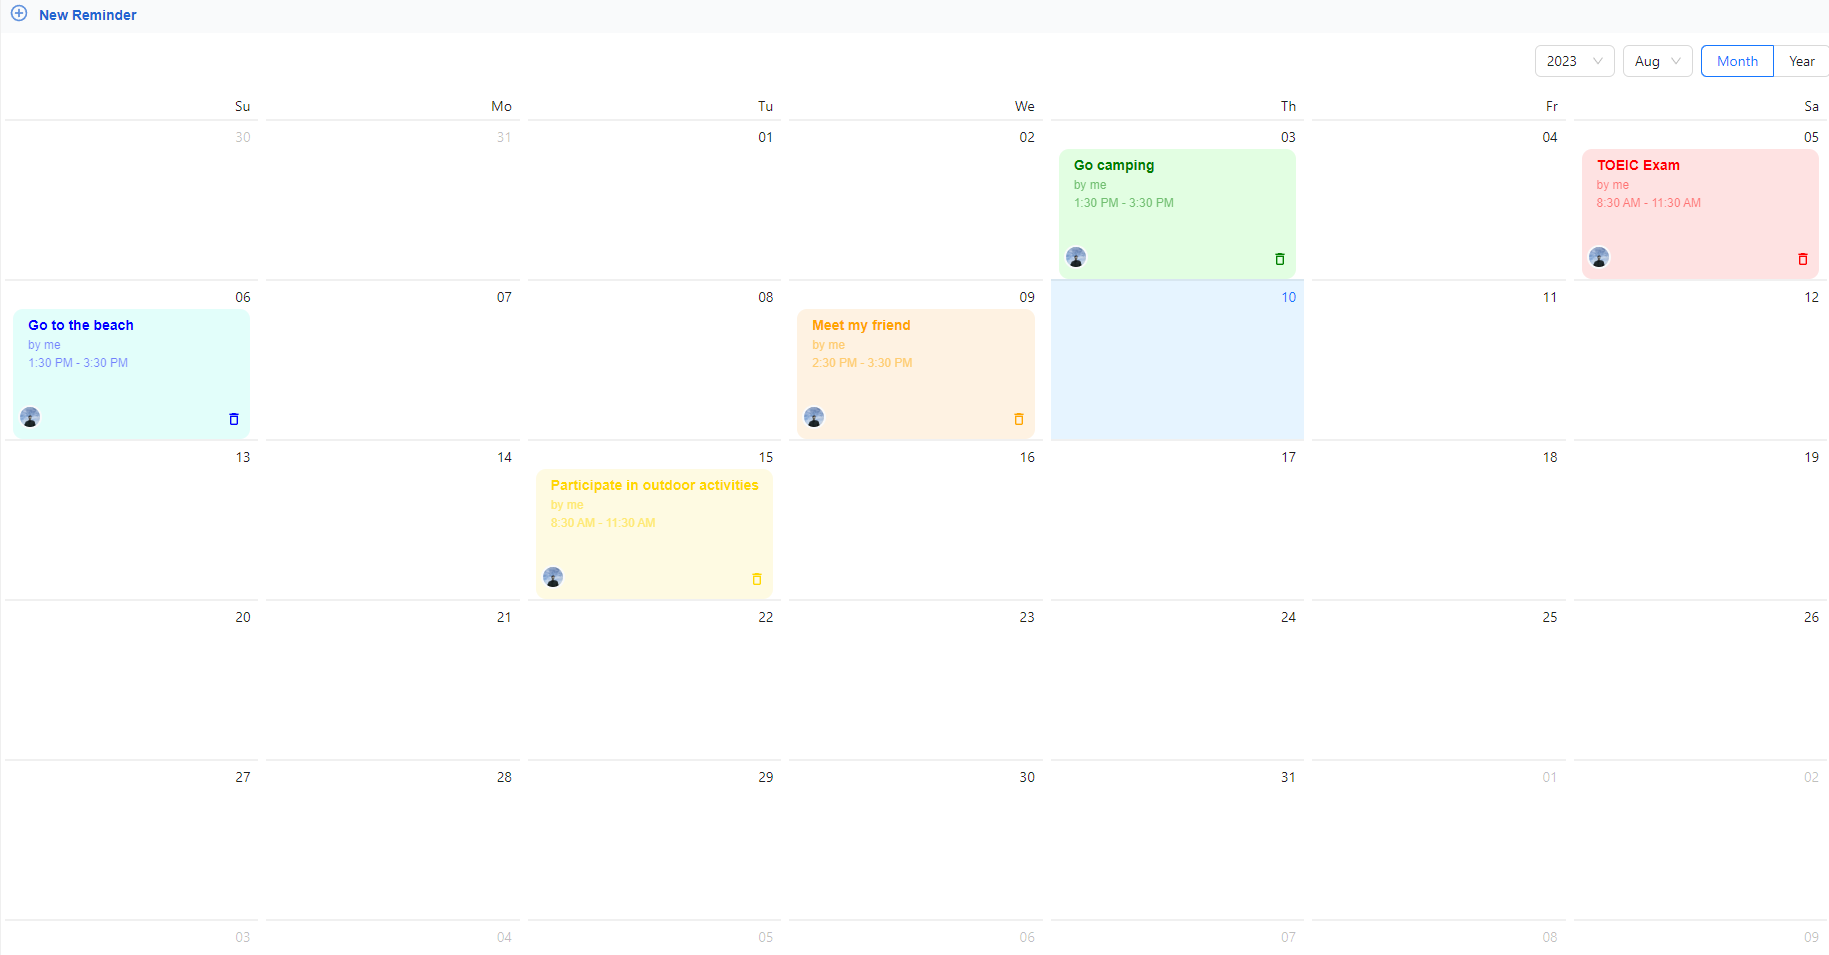 New Reminder
2023 Aug Month Year
Su Mo Tu We Th Fr Sa
30 31 01 02 03 04 05
Go camping
by me
1:30 PM - 3:30 PM
TOEIC Exam
by me
8:30 AM - 11:30 AM
06 07 08 09 10 11 12
Go to the beach
by me
1:30 PM - 3:30 PM
Meet my friend
by me
2:30 PM - 3:30 PM
13 14 15 16 17 18 19
Participate in outdoor activities
by me
8:30 AM - 11:30 AM
20 21 22 23 24 25 26
27 28 29 30 31 01 02
03 04 05 06 07 08 09